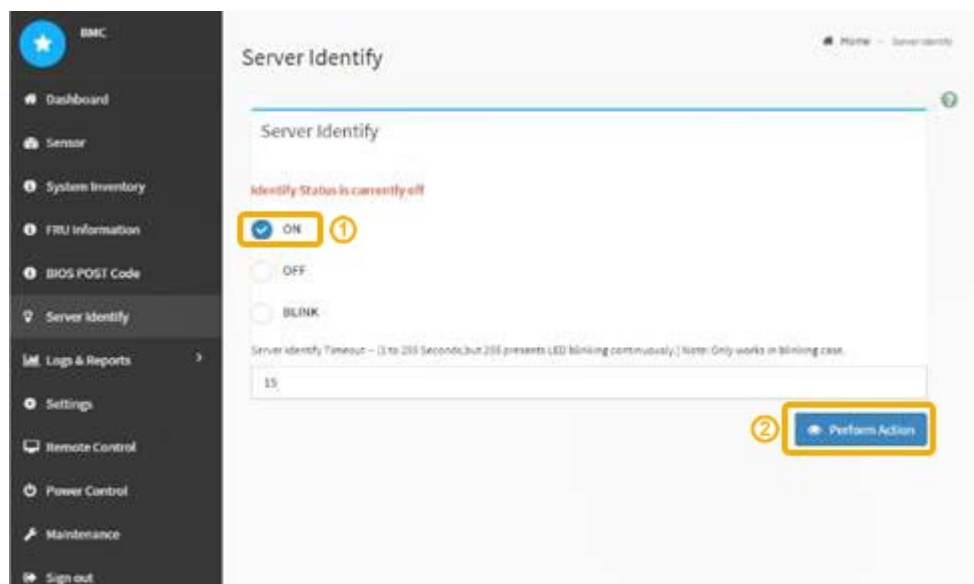 BMC
Dashboard
Sensor
System Inventory
FRU Information
BIOS POST Code
Server Identify
Logs & Reports
Settings
Remote Control
Power Control
Maintenance
Sign out
Server Identify
Home - Server Identify
Server Identify
Identify Status is currently off
ON 1
OFF
BLINK
Server Identify Timeout - (1 to 255 Seconds,but 255 presents LED blinking continuously.) Note: Only works in blinking case.
15
2 Perform Action